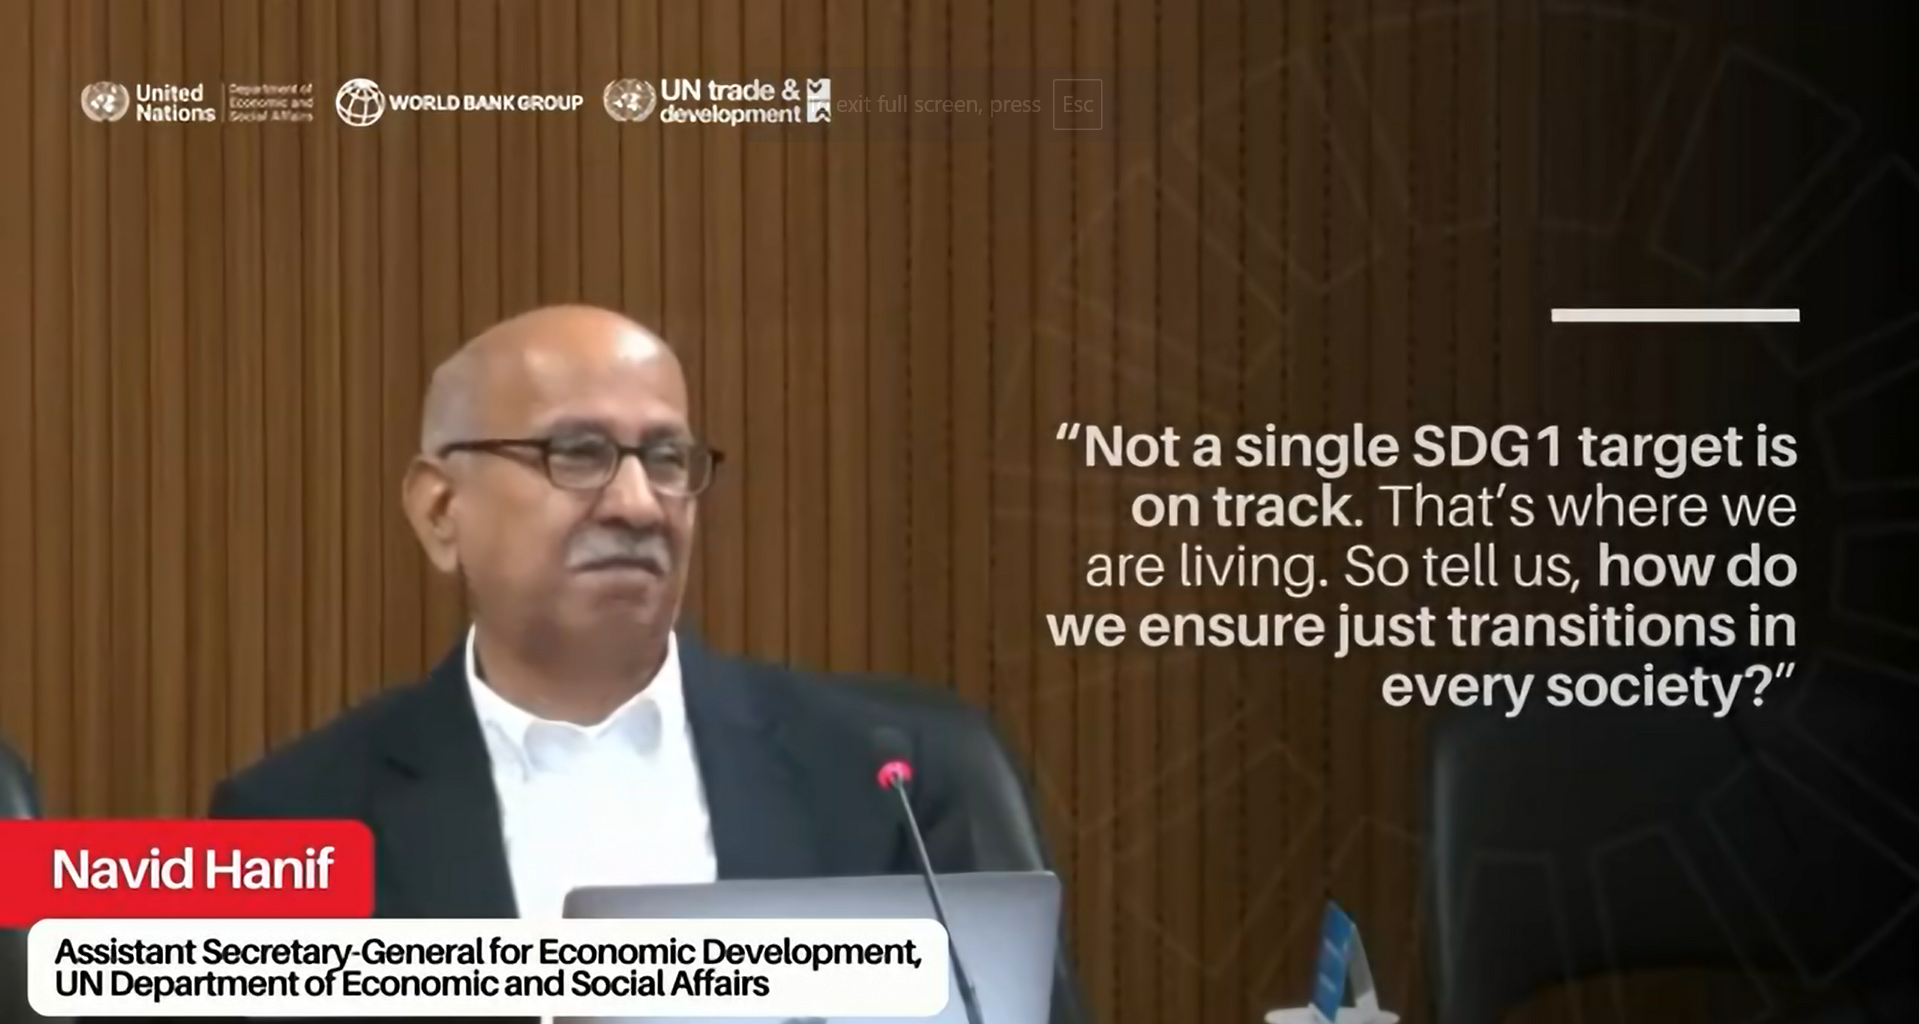 United
Nations
Department of
Economic and
Social Affairs
WORLD BANK GROUP
UN trade &
development
exit full screen, press Esc
“Not a single SDG1 target is
on track. That’s where we
are living. So tell us, how do
we ensure just transitions in
every society?”
Navid Hanif
Assistant Secretary-General for Economic Development,
UN Department of Economic and Social Affairs